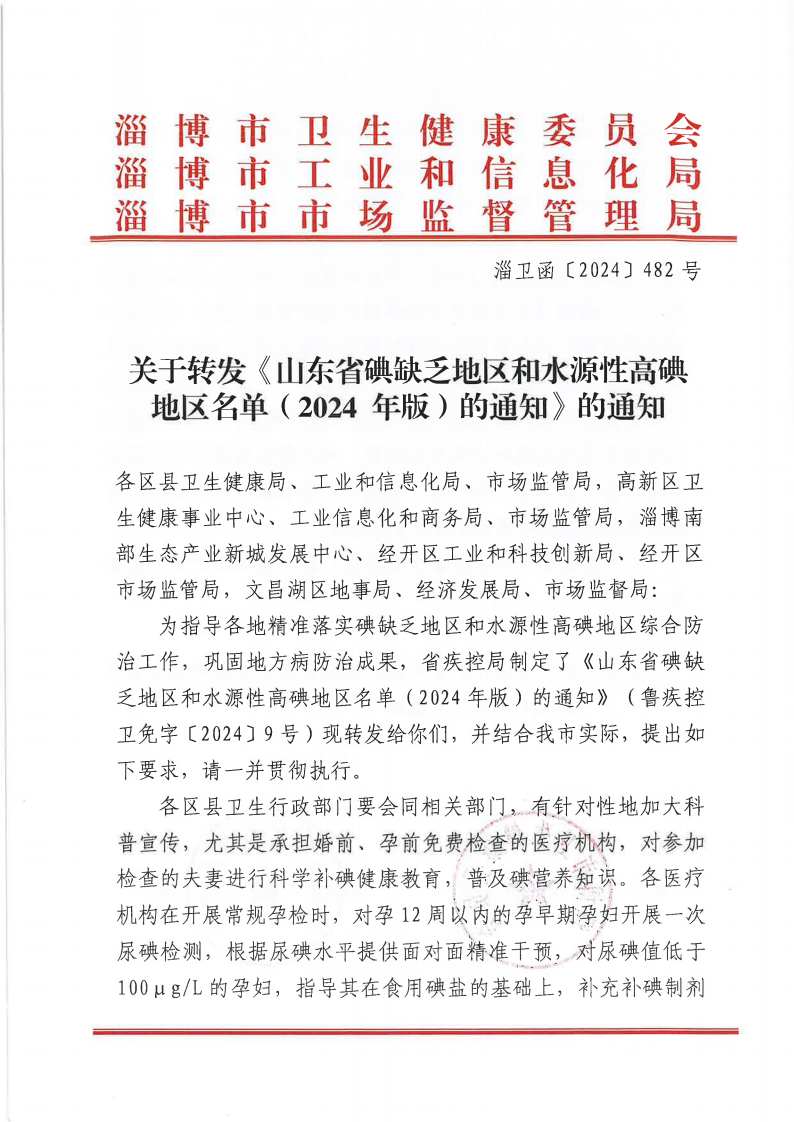 淄博市卫生健康委员会
淄博市工业和信息化局
淄博市市场监督管理局
淄卫函〔2024〕482号
关于转发《山东省碘缺乏地区和水源性高碘
地区名单（2024 年版）的通知》的通知
各区县卫生健康局、工业和信息化局、市场监管局，高新区卫
生健康事业中心、工业信息化和商务局、市场监管局，淄博南
部生态产业新城发展中心、经开区工业和科技创新局、经开区
市场监管局，文昌湖区地事局、经济发展局、市场监督局：
为指导各地精准落实碘缺乏地区和水源性高碘地区综合防
治工作，巩固地方病防治成果，省疾控局制定了《山东省碘缺
乏地区和水源性高碘地区名单（2024年版）的通知》（鲁疾控
卫免字〔2024〕9号）现转发给你们，并结合我市实际，提出如
下要求，请一并贯彻执行。
各区县卫生行政部门要会同相关部门，有针对性地加大科
普宣传，尤其是承担婚前、孕前免费检查的医疗机构，对参加
检查的夫妻进行科学补碘健康教育，普及碘营养知识。各医疗
机构在开展常规孕检时，对孕12周以内的孕早期孕妇开展一次
尿碘检测，根据尿碘水平提供面对面精准干预，对尿碘值低于
100μg/L的孕妇，指导其在食用碘盐的基础上，补充补碘制剂